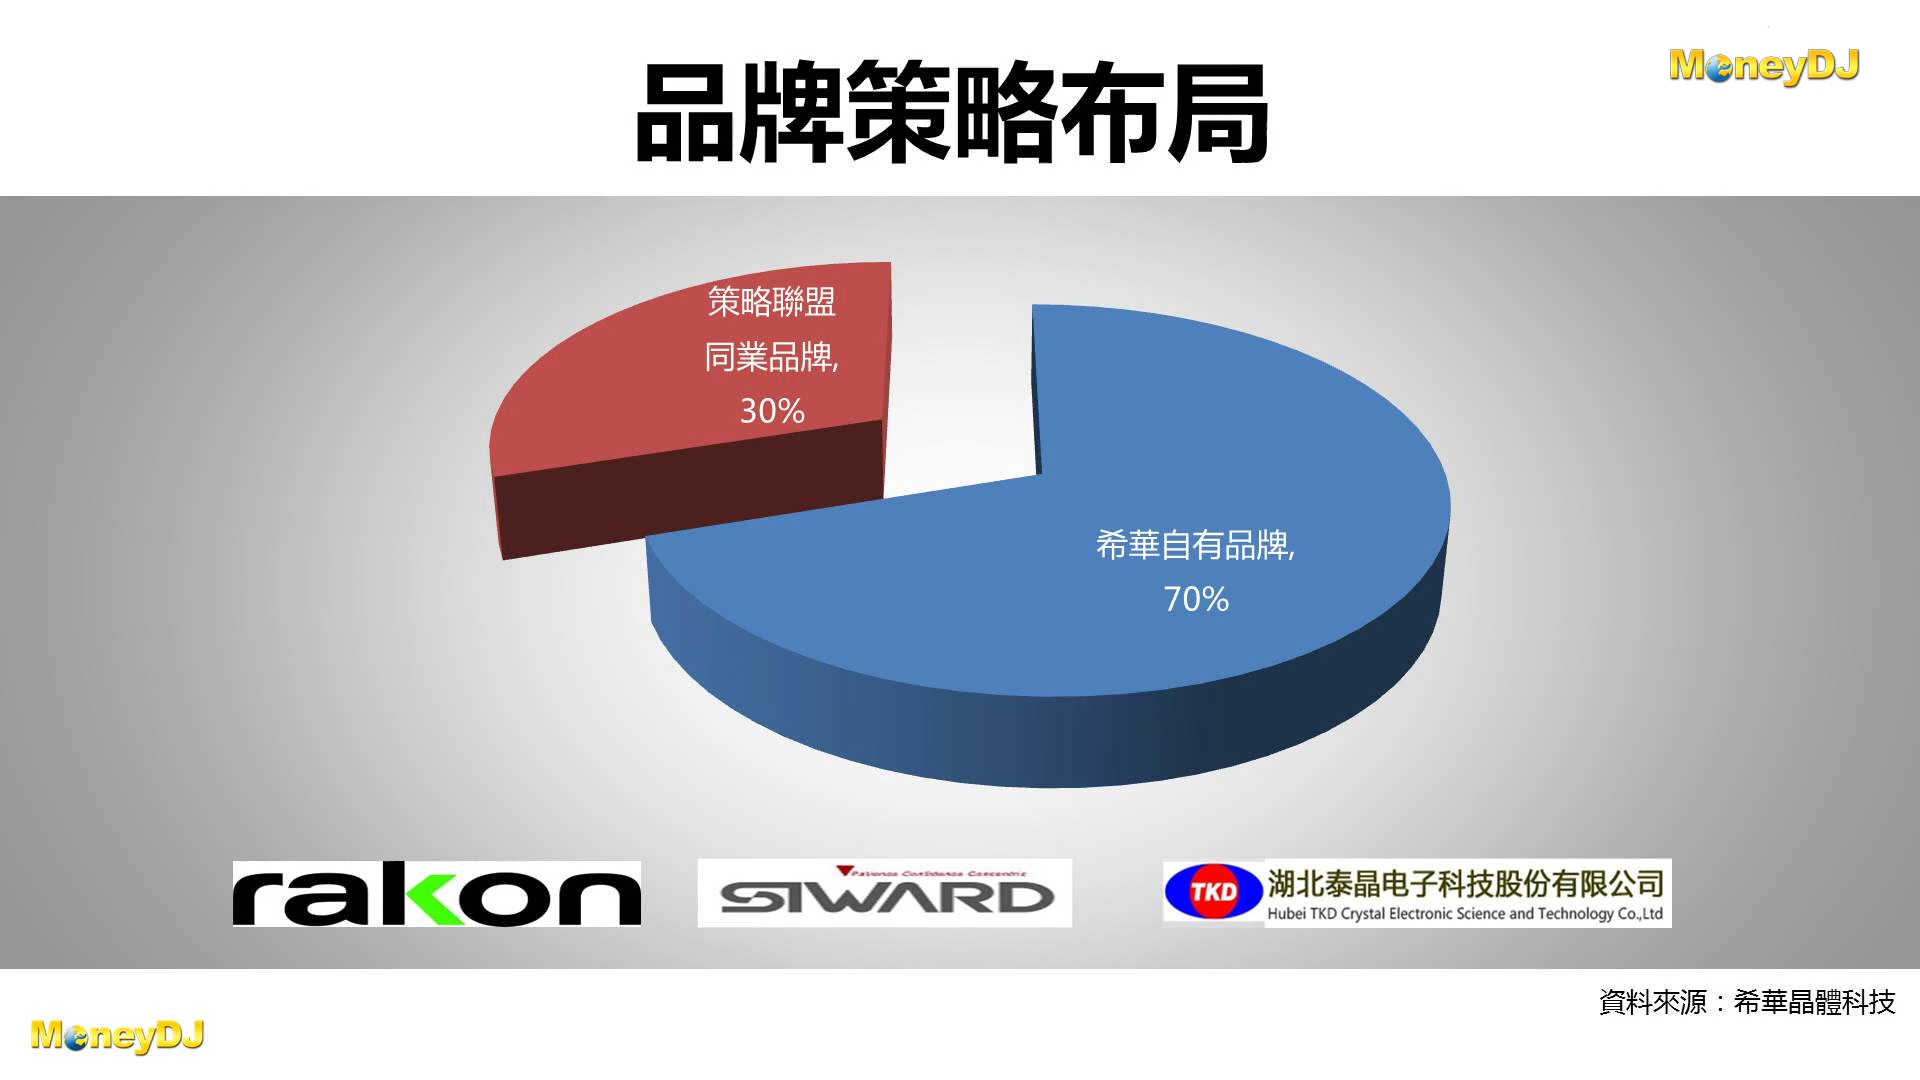 品牌策略布局
MoneyDJ
策略聯盟
同業品牌,
30%
希華自有品牌,
70%
rakon
Patience Confidence Concentric
SIWARD
TKD
湖北泰晶电子科技股份有限公司
Hubei TKD Crystal Electronic Science and Technology Co.,Ltd
資料來源：希華晶體科技
MoneyDJ